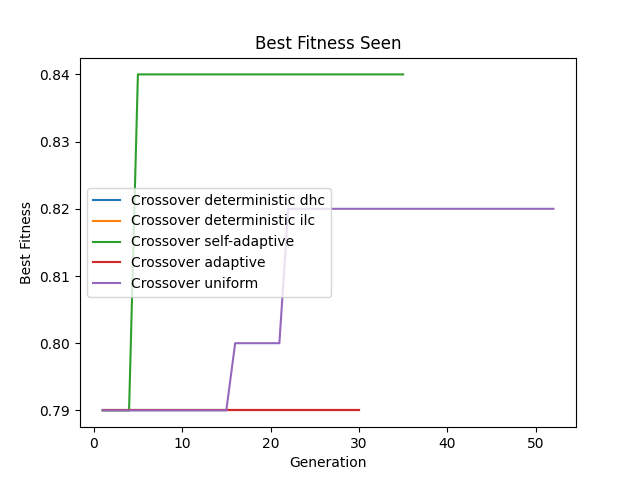 Best Fitness Seen
0.84
0.83
0.82
0.81
0.80
0.79
Best Fitness
Crossover deterministic dhc
Crossover deterministic ilc
Crossover self-adaptive
Crossover adaptive
Crossover uniform
0 10 20 30 40 50
Generation